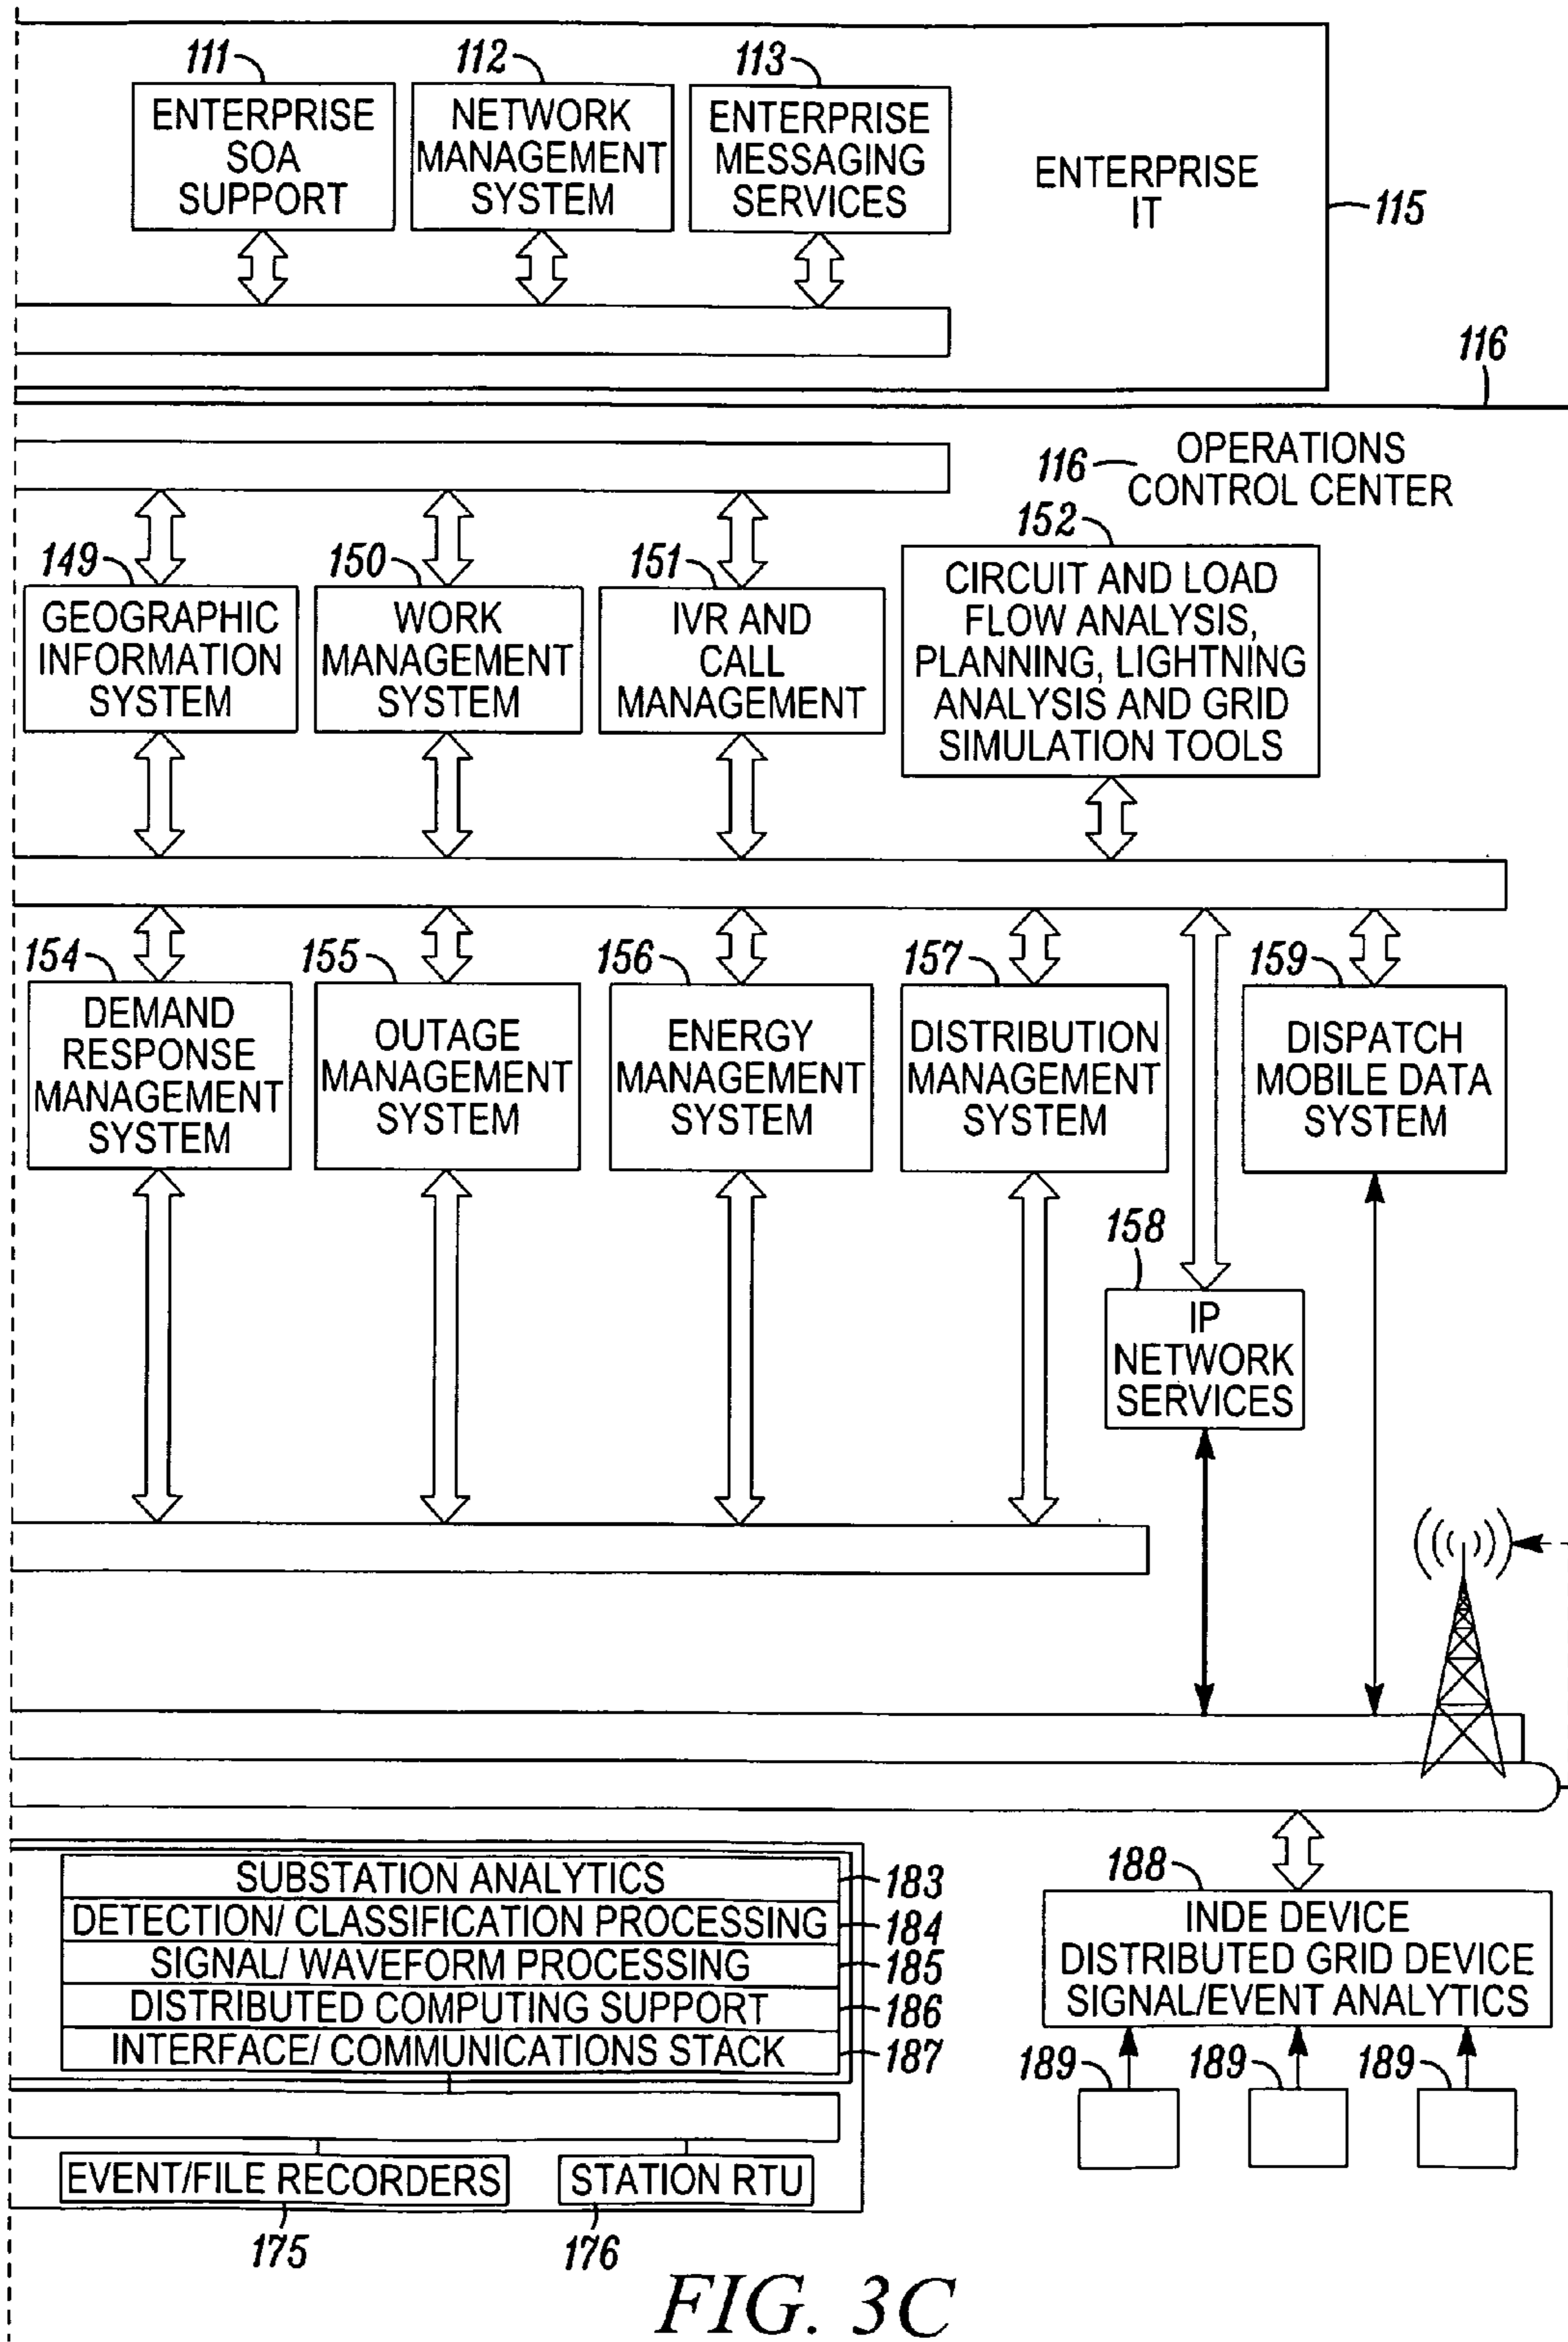 111
112
113
ENTERPRISE
SOA
SUPPORT
NETWORK
MANAGEMENT
SYSTEM
ENTERPRISE
MESSAGING
SERVICES
ENTERPRISE
IT
115
116
116
OPERATIONS
CONTROL CENTER
149
GEOGRAPHIC
INFORMATION
SYSTEM
150
WORK
MANAGEMENT
SYSTEM
151
IVR AND
CALL
MANAGEMENT
152
CIRCUIT AND LOAD
FLOW ANALYSIS,
PLANNING, LIGHTNING
ANALYSIS AND GRID
SIMULATION TOOLS
154
DEMAND
RESPONSE
MANAGEMENT
SYSTEM
155
OUTAGE
MANAGEMENT
SYSTEM
156
ENERGY
MANAGEMENT
SYSTEM
157
DISTRIBUTION
MANAGEMENT
SYSTEM
159
DISPATCH
MOBILE DATA
SYSTEM
158
IP
NETWORK
SERVICES
SUBSTATION ANALYTICS
183
DETECTION/ CLASSIFICATION PROCESSING
184
SIGNAL/ WAVEFORM PROCESSING
185
DISTRIBUTED COMPUTING SUPPORT
186
INTERFACE/ COMMUNICATIONS STACK
187
188
INDE DEVICE
DISTRIBUTED GRID DEVICE
SIGNAL/EVENT ANALYTICS
189
189
189
EVENT/FILE RECORDERS
STATION RTU
175
176
FIG. 3C